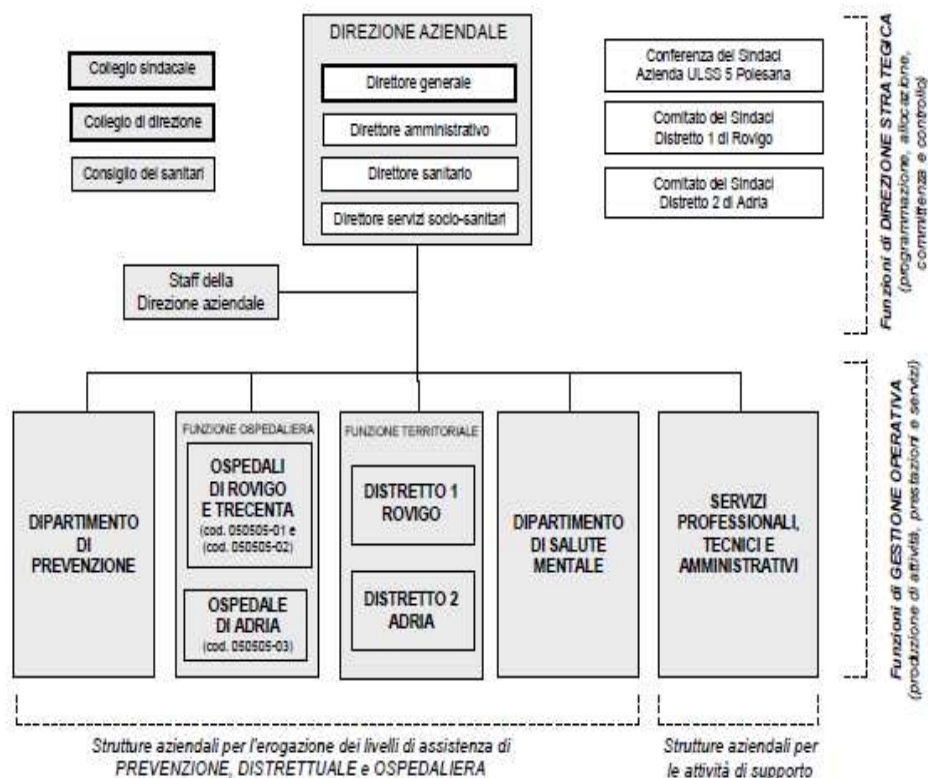 DIREZIONE AZIENDALE
Direttore generale
Direttore amministrativo
Direttore sanitario
Direttore servizi socio-sanitari
Collegio sindacale
Collegio di direzione
Consiglio dei sanitari
Conferenza dei Sindaci
Azienda ULSS 5 Polesana
Comitato dei Sindaci
Distretto 1 di Rovigo
Comitato dei Sindaci
Distretto 2 di Adria
Funzioni di DIREZIONE STRATEGICA
(programmazione, allocazione,
committenza e controllo)
Staff della
Direzione aziendale
DIPARTIMENTO
DI
PREVENZIONE
FUNZIONE OSPEDALIERA
OSPEDALI
DI ROVIGO
E TRECENTA
(cod. 050505-01 e
(cod. 050505-02)
OSPEDALE
DI ADRIA
(cod. 050505-03)
FUNZIONE TERRITORIALE
DISTRETTO 1
ROVIGO
DISTRETTO 2
ADRIA
DIPARTIMENTO
DI SALUTE
MENTALE
SERVIZI
PROFESSIONALI,
TECNICI E
AMMINISTRATIVI
Funzioni di GESTIONE OPERATIVA
(produzione di attività, prestazioni e servizi)
Strutture aziendali per l'erogazione dei livelli di assistenza di
PREVENZIONE, DISTRETTUALE e OSPEDALIERA
Strutture aziendali per
le attività di supporto